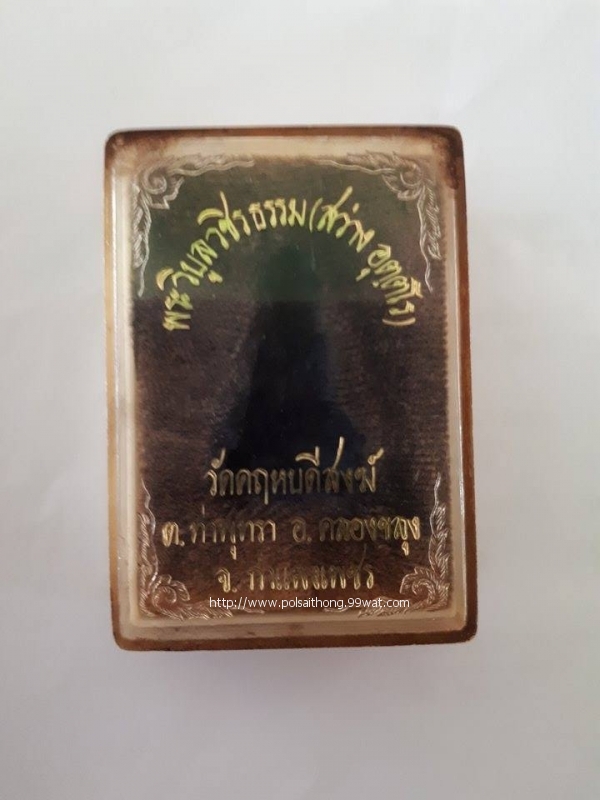 พระวิบูลวชิรธรรม(สว่าง อุตฺตโร)
วัดคฤหบดีสงฆ์
ต.ท่าพุทรา อ.คลองขลุง
จ.กำแพงเพชร
http://www.polsaithong.99wat.com